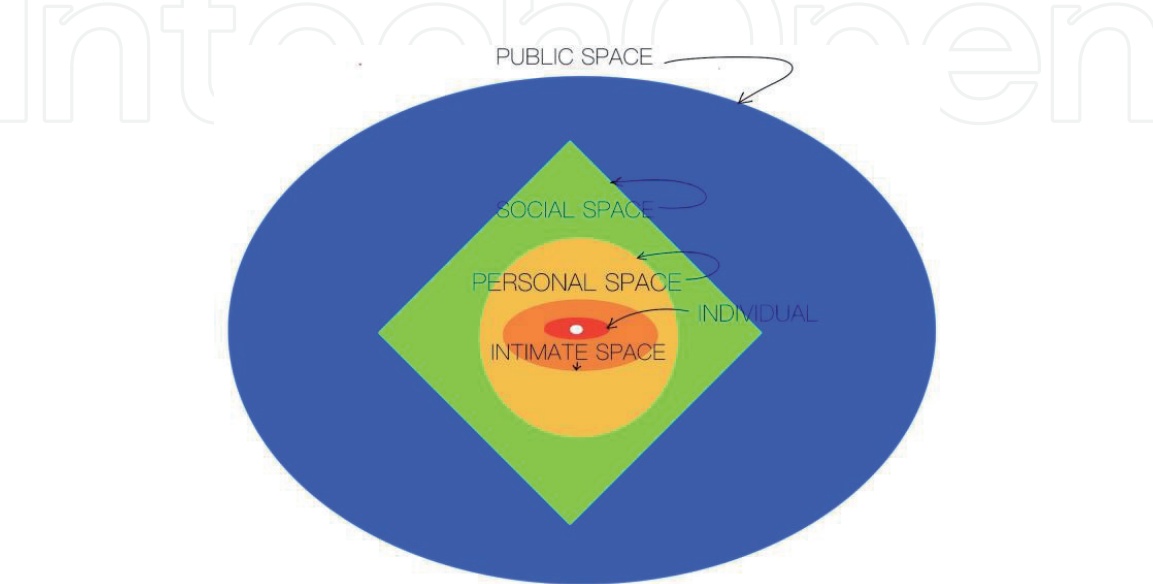 IntechOpen
PUBLIC SPACE
SOCIAL SPACE
PERSONAL SPACE
INDIVIDUAL
INTIMATE SPACE